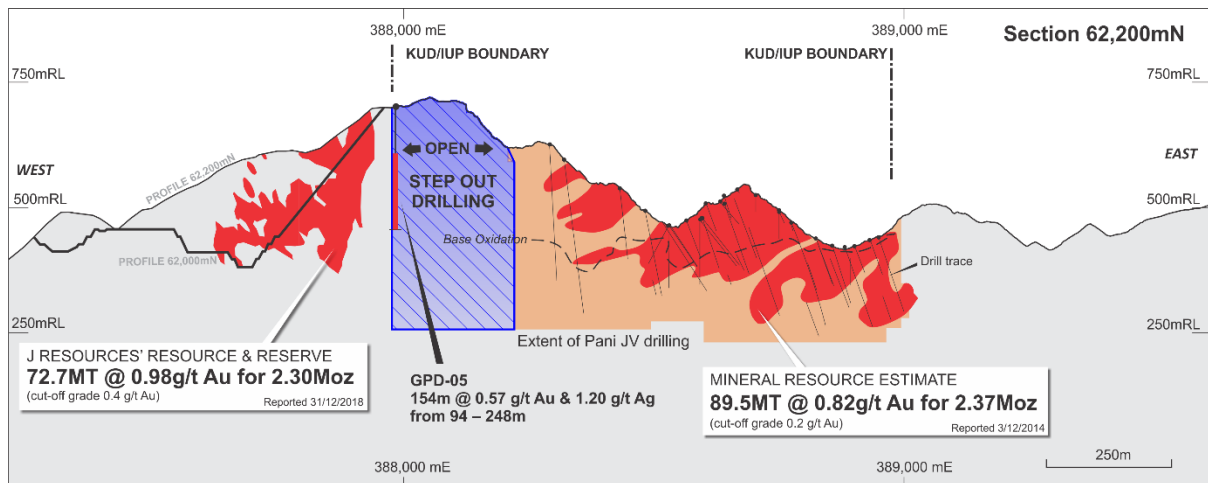 388,000 mE
389,000 mE
Section 62,200mN
KUD/IUP BOUNDARY
KUD/IUP BOUNDARY
750mRL
750mRL
WEST
EAST
PROFILE 62,200mN
OPEN
STEP OUT
DRILLING
500mRL
500mRL
Base Oxidation
PROFILE 62,000mN
Drill trace
250mRL
250mRL
Extent of Pani JV drilling
J RESOURCES' RESOURCE & RESERVE
72.7MT @ 0.98g/t Au for 2.30Moz
(cut-off grade 0.4 g/t Au)
Reported 31/12/2018
GPD-05
154m @ 0.57 g/t Au & 1.20 g/t Ag
from 94 – 248m
MINERAL RESOURCE ESTIMATE
89.5MT @ 0.82g/t Au for 2.37Moz
(cut-off grade 0.2 g/t Au)
Reported 3/12/2014
388,000 mE
389,000 mE
250m